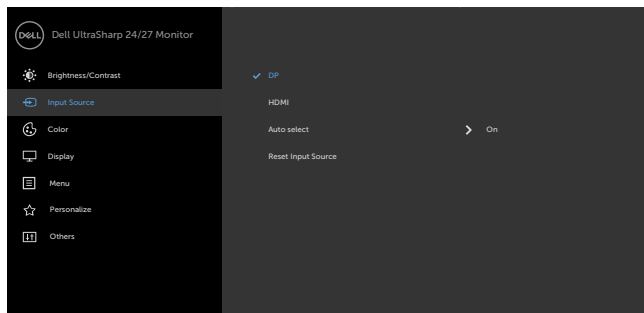 DELL Dell UltraSharp 24/27 Monitor
Brightness/Contrast
DP
Input Source
HDMI
Color
Auto select
On
Display
Reset Input Source
Menu
Personalize
Others